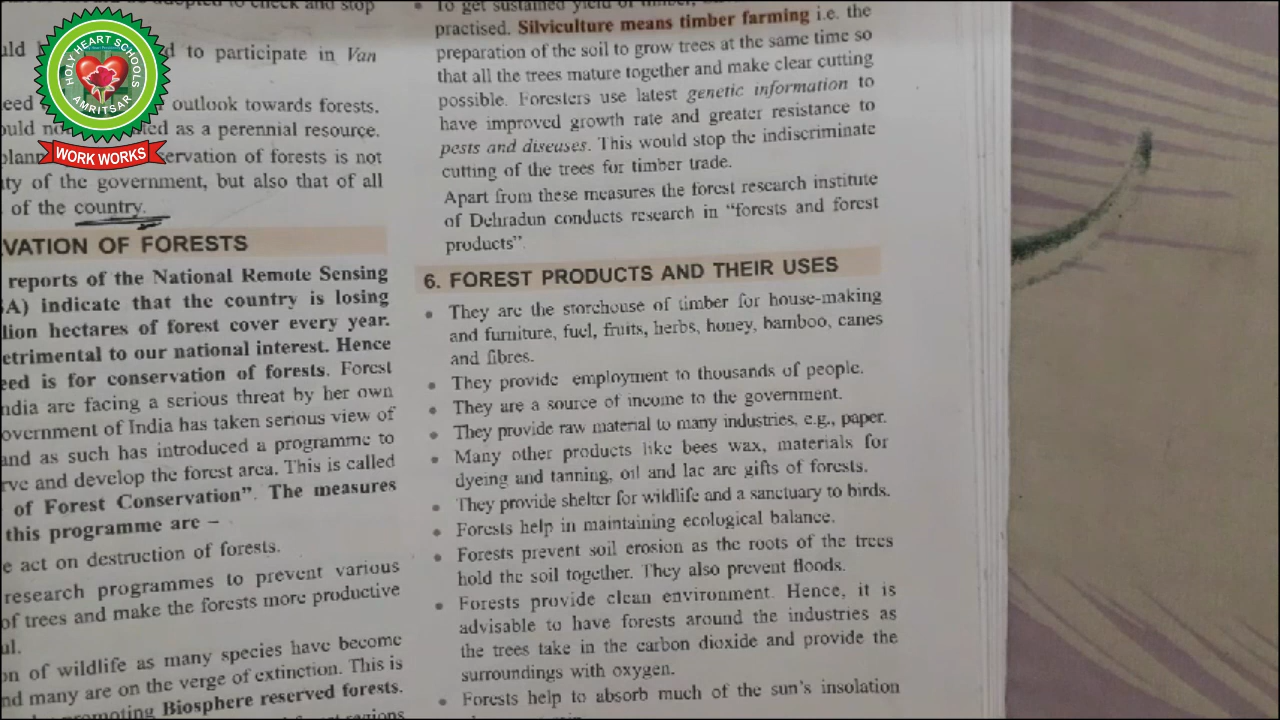 HOLY HEART SCHOOLS
AMRITSAR
WORK WORKS
to check and stop
to participate in Van
outlook towards forests.
as a perennial resource.
ervation of forests is not
ty of the government, but also that of all
of the country.
VATION OF FORESTS
reports of the National Remote Sensing
A) indicate that the country is losing
lion hectares of forest cover every year.
etrimental to our national interest. Hence
eed is for conservation of forests. Forest
ndia are facing a serious threat by her own
overnment of India has taken serious view of
and as such has introduced a programme to
rve and develop the forest area. This is called
of Forest Conservation”. The measures
this programme are –
e act on destruction of forests.
research programmes to prevent various
of trees and make the forests more productive
ul.
on of wildlife as many species have become
nd many are on the verge of extinction. This is
promoting Biosphere reserved forests.
To get sustained yield of timber,
practised. Silviculture means timber farming i.e. the
preparation of the soil to grow trees at the same time so
that all the trees mature together and make clear cutting
possible. Foresters use latest genetic information to
have improved growth rate and greater resistance to
pests and diseases. This would stop the indiscriminate
cutting of the trees for timber trade.
Apart from these measures the forest research institute
of Dehradun conducts research in “forests and forest
products”.
6. FOREST PRODUCTS AND THEIR USES
• They are the storchouse of timber for house-making
and furniture, fuel, fruits, herbs, honey, bamboo, canes
and fibres.
• They provide employment to thousands of people.
• They are a source of income to the government.
• They provide raw material to many industries, e.g., paper.
• Many other products like bees wax, materials for
dyeing and tanning, oil and lac are gifts of forests.
• They provide shelter for wildlife and a sanctuary to birds.
• Forests help in maintaining ecological balance.
• Forests prevent soil erosion as the roots of the trees
hold the soil together. They also prevent floods.
• Forests provide clean environment. Hence, it is
advisable to have forests around the industries as
the trees take in the carbon dioxide and provide the
surroundings with oxygen.
• Forests help to absorb much of the sun’s insolation